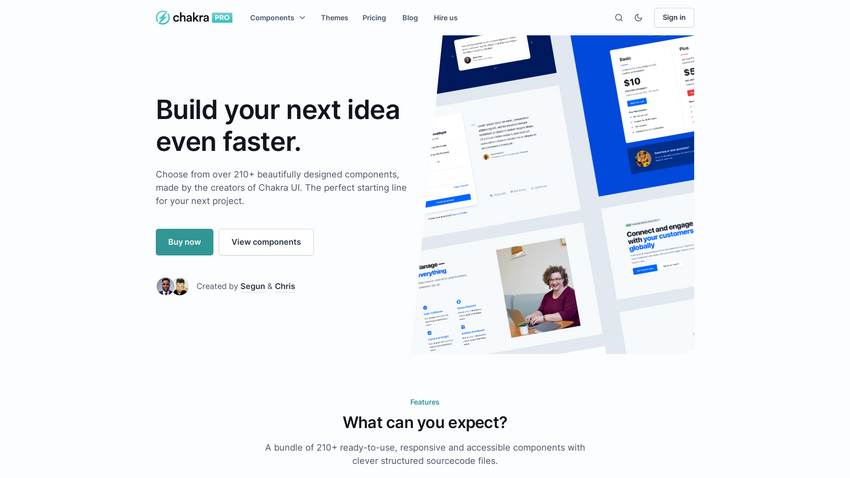 chakra PRO
Components
Themes
Pricing
Blog
Hire us
Sign in
Build your next idea
even faster.
Choose from over 210+ beautifully designed components,
made by the creators of Chakra UI. The perfect starting line
for your next project.
Buy now
View components
Created by Segun & Chris
Basic
$10
Plus
Connect and engage
with your customers
globally
Features
What can you expect?
A bundle of 210+ ready-to-use, responsive and accessible components with
clever structured sourcecode files.